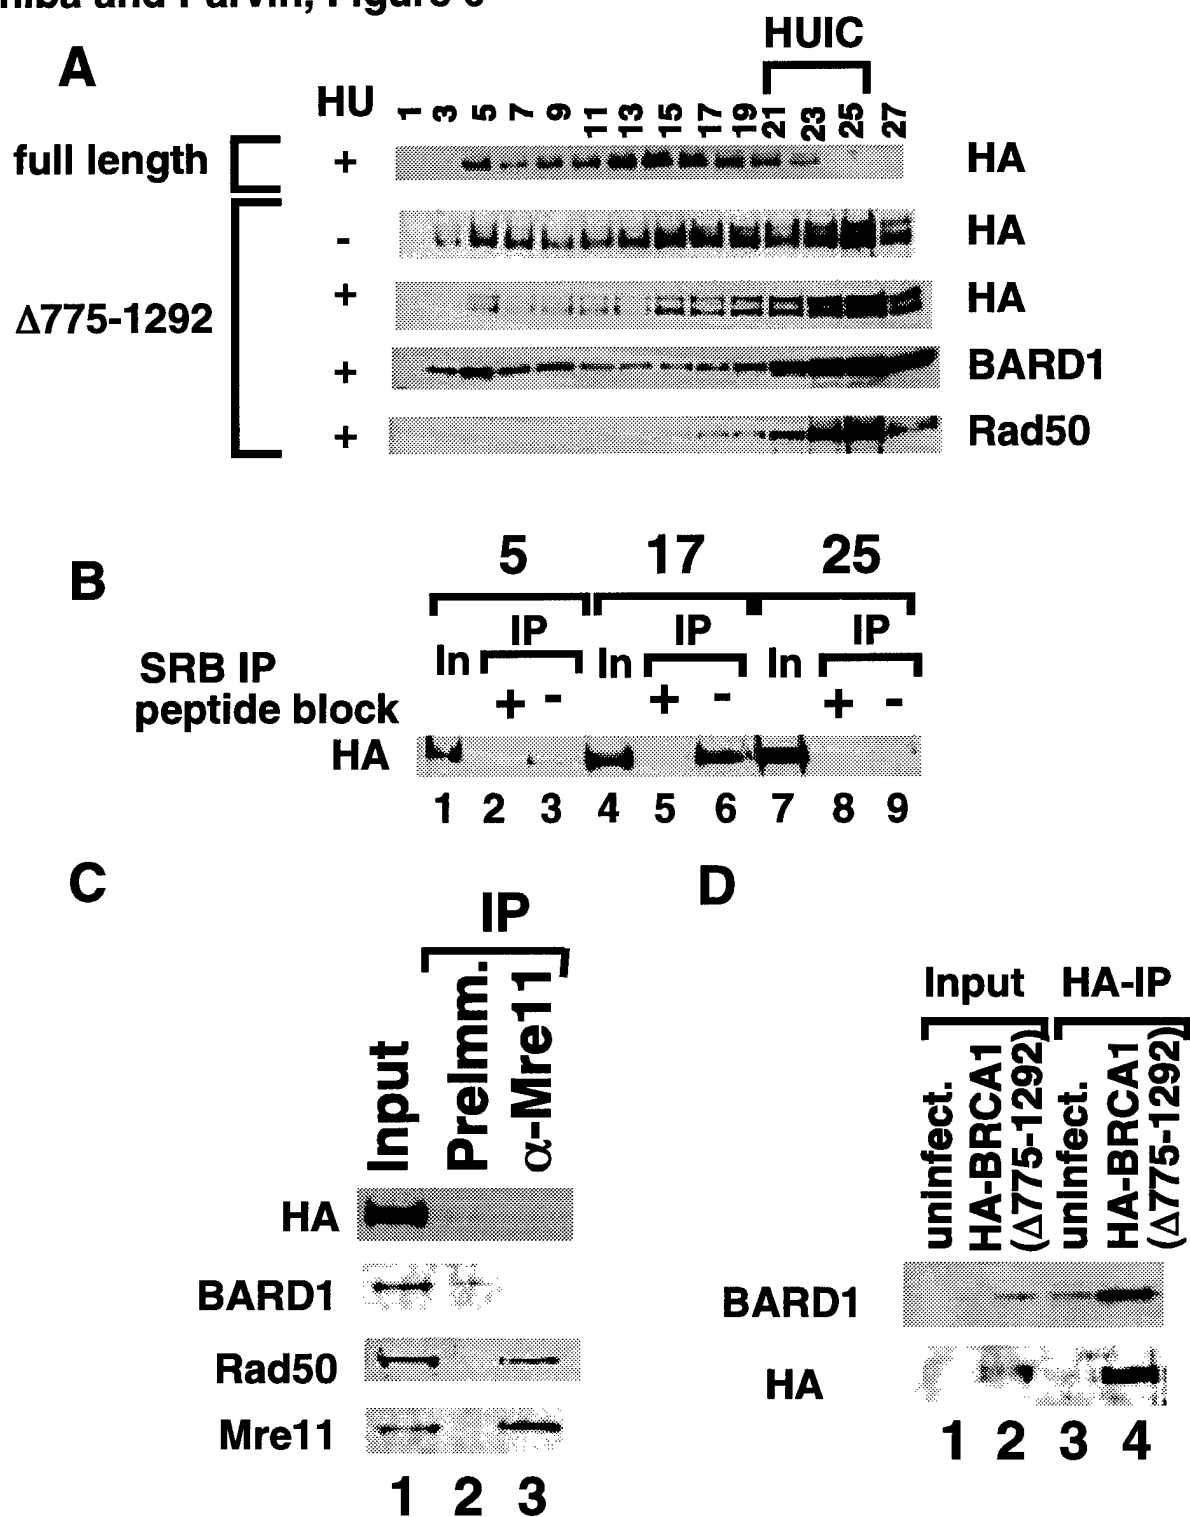 and Parvin, Figure
A
HUIC
HU 1 3 5 7 9 11 13 15 17 19 21 23 25 27
full length + HA
Δ775-1292
- HA
+ HA
+ BARD1
+ Rad50
B
5 17 25
IP IP IP
SRB IP In In In
peptide block + - + - + -
HA
1 2 3 4 5 6 7 8 9
C
IP
Input PreImm. α-Mre11
HA
BARD1
Rad50
Mre11
1 2 3
D
Input HA-IP
uninfect. HA-BRCA1 (Δ775-1292) uninfect. HA-BRCA1 (Δ775-1292)
BARD1
HA
1 2 3 4